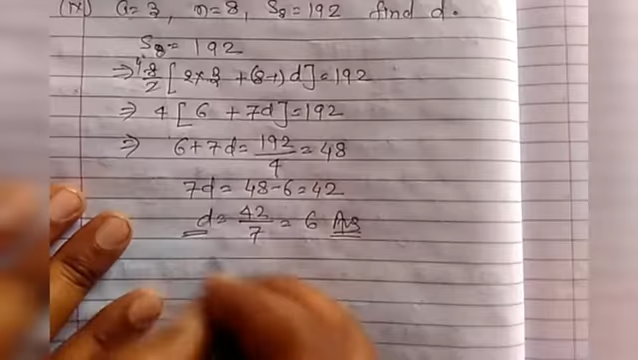 (ix) a = 3, n = 8, S₈ = 192 find d.
S₈ = 192
⇒ ⁴8/2 [2×3 + (8-1)d] = 192
⇒ 4[6 + 7d] = 192
⇒ 6 + 7d = 192/4 = 48
7d = 48 - 6 = 42
d = 42/7 = 6 Ans